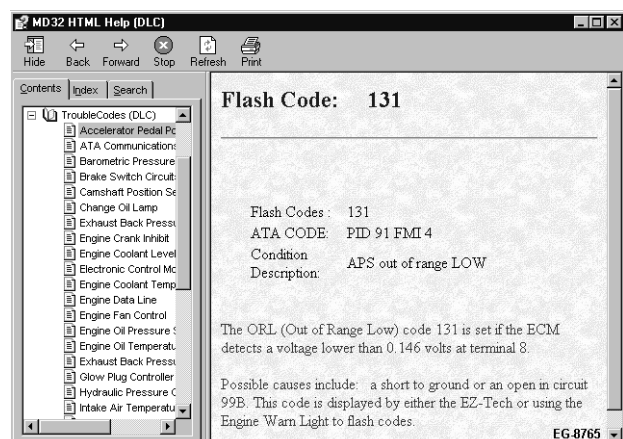 MD32 HTML Help (DLC)
Hide Back Forward Stop Refresh Print
Contents Index Search
TroubleCodes (DLC)
Accelerator Pedal Po
ATA Communications
Barometric Pressure
Brake Switch Circuit
Camshaft Position Se
Change Oil Lamp
Exhaust Back Pressu
Engine Crank Inhibit
Engine Coolant Level
Electronic Control Mo
Engine Coolant Temp
Engine Data Line
Engine Fan Control
Engine Oil Pressure S
Engine Oil Temperatu
Exhaust Back Pressu
Glow Plug Controller
Hydraulic Pressure C
Intake Air Temperatu
Flash Code: 131
Flash Codes : 131
ATA CODE: PID 91 FMI 4
Condition
Description: APS out of range LOW
The ORL (Out of Range Low) code 131 is set if the ECM
detects a voltage lower than 0.146 volts at terminal 8.
Possible causes include: a short to ground or an open in circuit
99B. This code is displayed by either the EZ-Tech or using the
Engine Warn Light to flash codes.
EG-8765